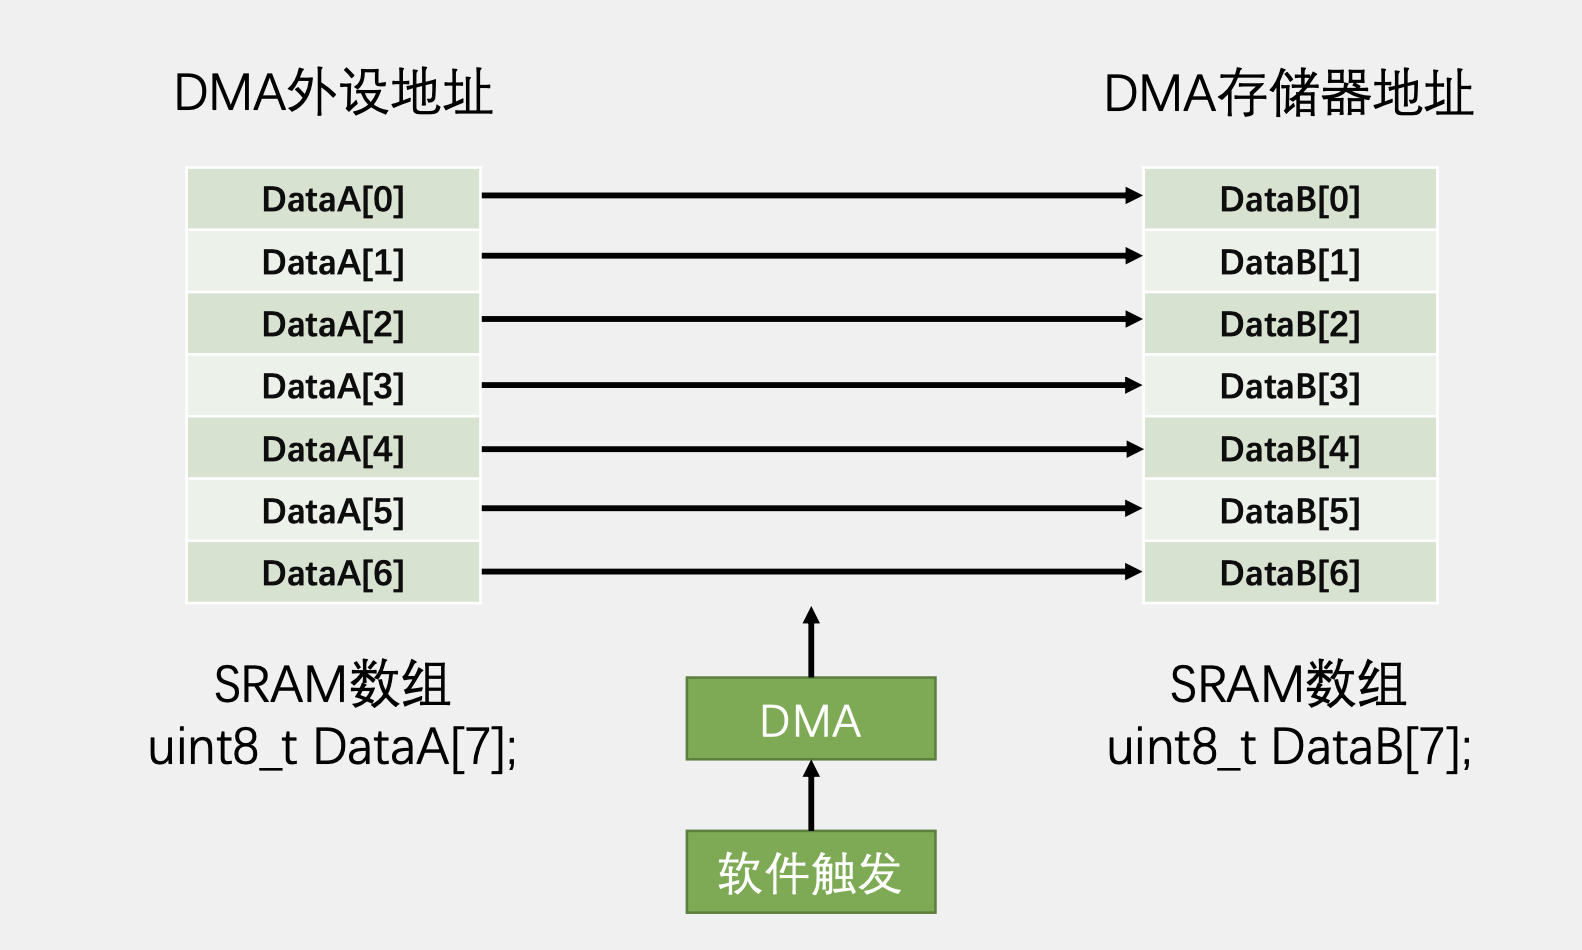 DMA外设地址
DMA存储器地址
DataA[0]
DataB[0]
DataA[1]
DataB[1]
DataA[2]
DataB[2]
DataA[3]
DataB[3]
DataA[4]
DataB[4]
DataA[5]
DataB[5]
DataA[6]
DataB[6]
SRAM数组
uint8_t DataA[7];
SRAM数组
uint8_t DataB[7];
DMA
软件触发